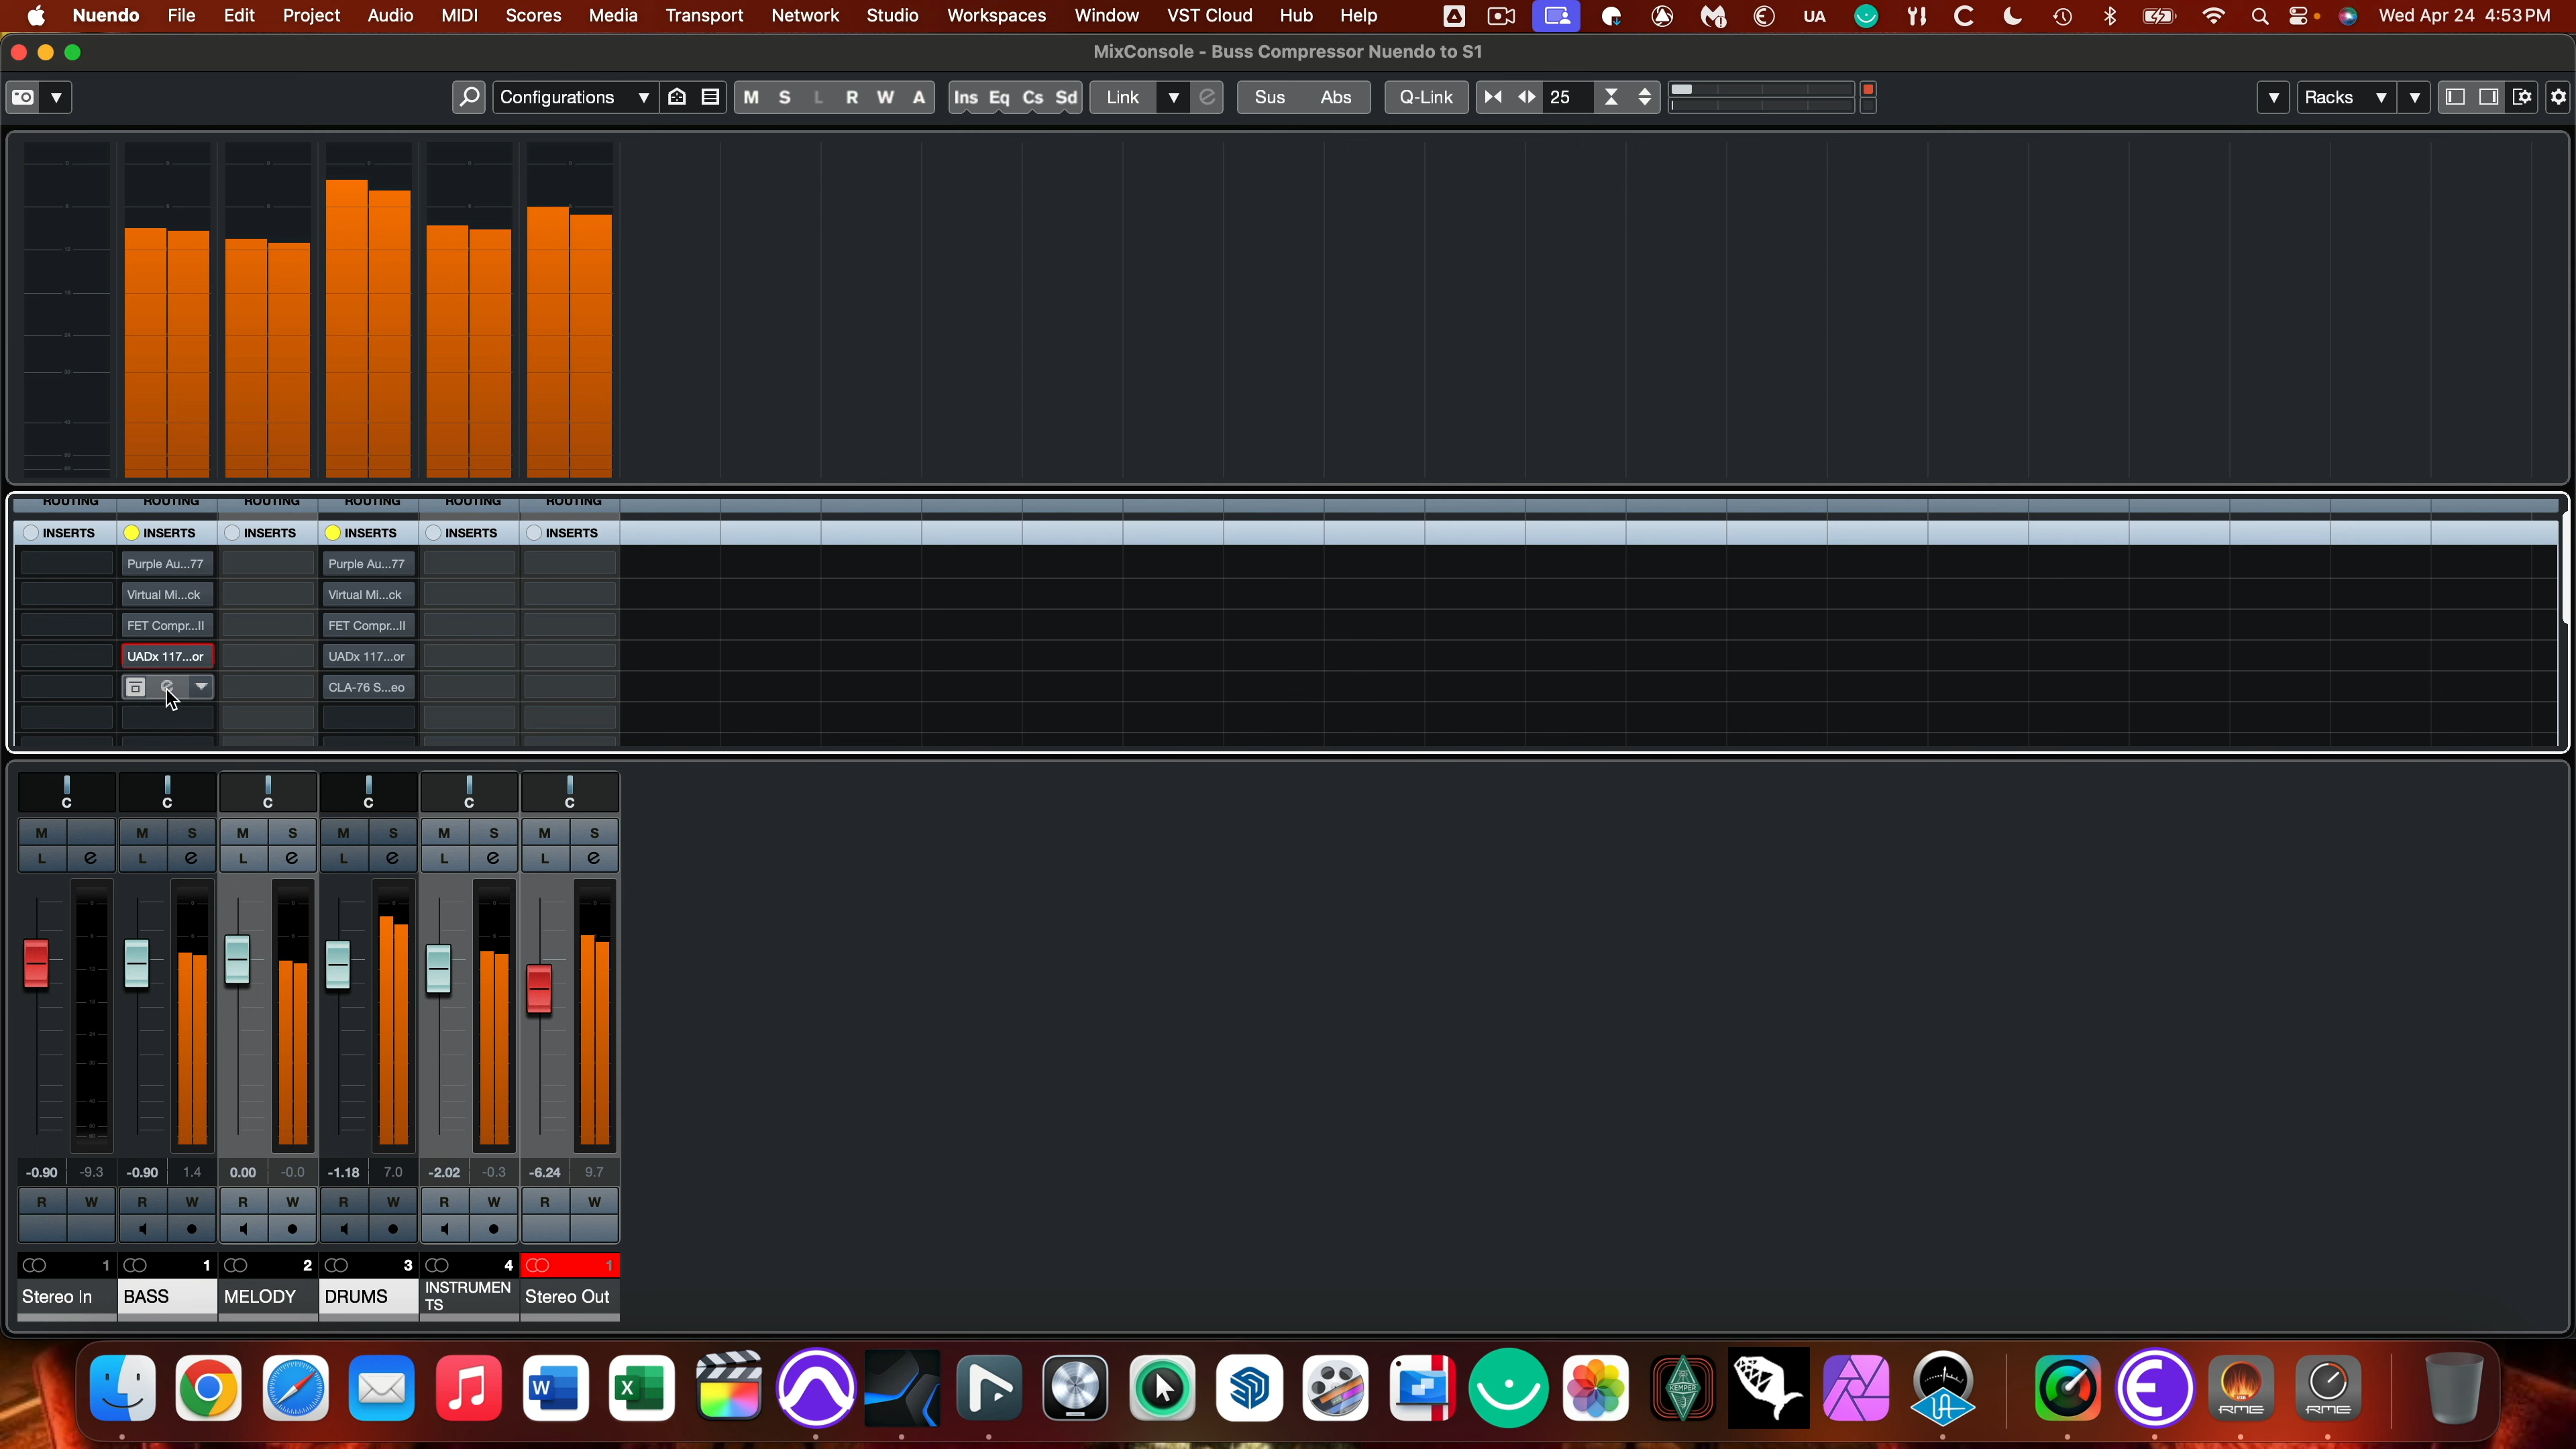 Nuendo File Edit Project Audio MIDI Scores Media Transport Network Studio Workspaces Window VST Cloud Hub Help UA Wed Apr 24 4:53 PM
MixConsole - Buss Compressor Nuendo to S1
Configurations M S L R W A Ins Eq Cs Sd Link e Sus Abs Q-Link 25 Racks
ROUTING ROUTING ROUTING ROUTING ROUTING ROUTING
INSERTS INSERTS INSERTS INSERTS INSERTS INSERTS
Purple Au...77 Purple Au...77
Virtual Mi...ck Virtual Mi...ck
FET Compr...II FET Compr...II
UADx 117...or UADx 117...or
CLA-76 S...eo
C C C C C C
M M S M S M S M S M S
L e L e L e L e L e L e
-0.90 -9.3 -0.90 1.4 0.00 -0.0 -1.18 7.0 -2.02 -0.3 -6.24 9.7
R W R W R W R W R W R W
1 1 2 3 4 1
Stereo In BASS MELODY DRUMS INSTRUMEN
TS Stereo Out
W X KEMPER RME RME